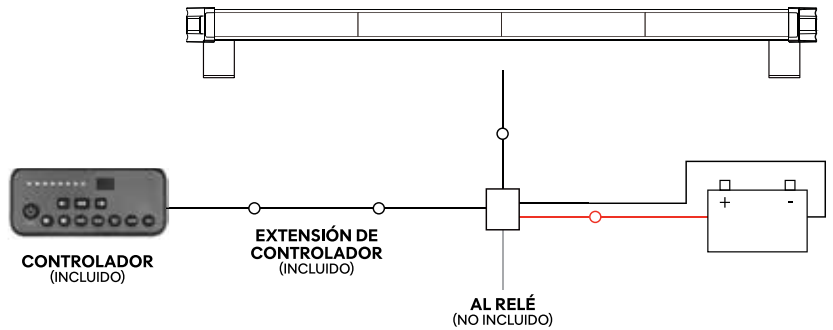 CONTROLADOR
(INCLUIDO)
EXTENSIÓN DE
CONTROLADOR
(INCLUIDO)
AL RELÉ
(NO INCLUIDO)
+ -